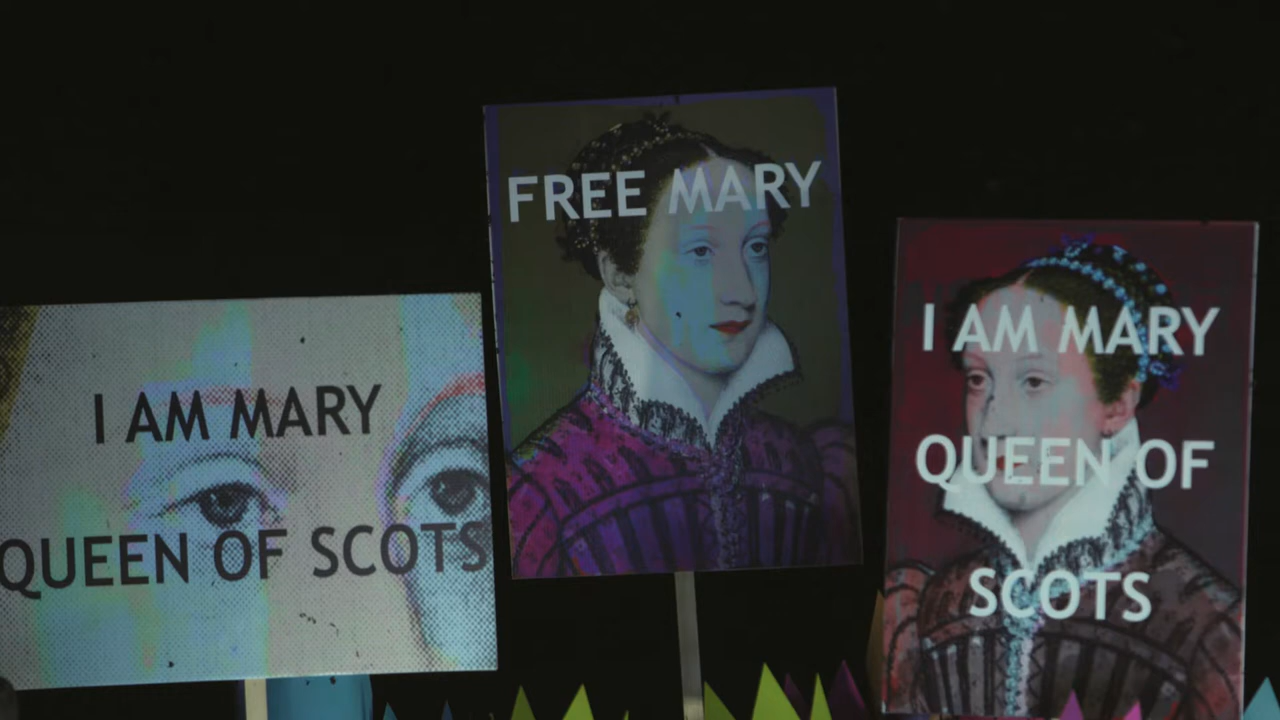 I AM MARY
QUEEN OF SCOTS
FREE MARY
I AM MARY
QUEEN OF
SCOTS